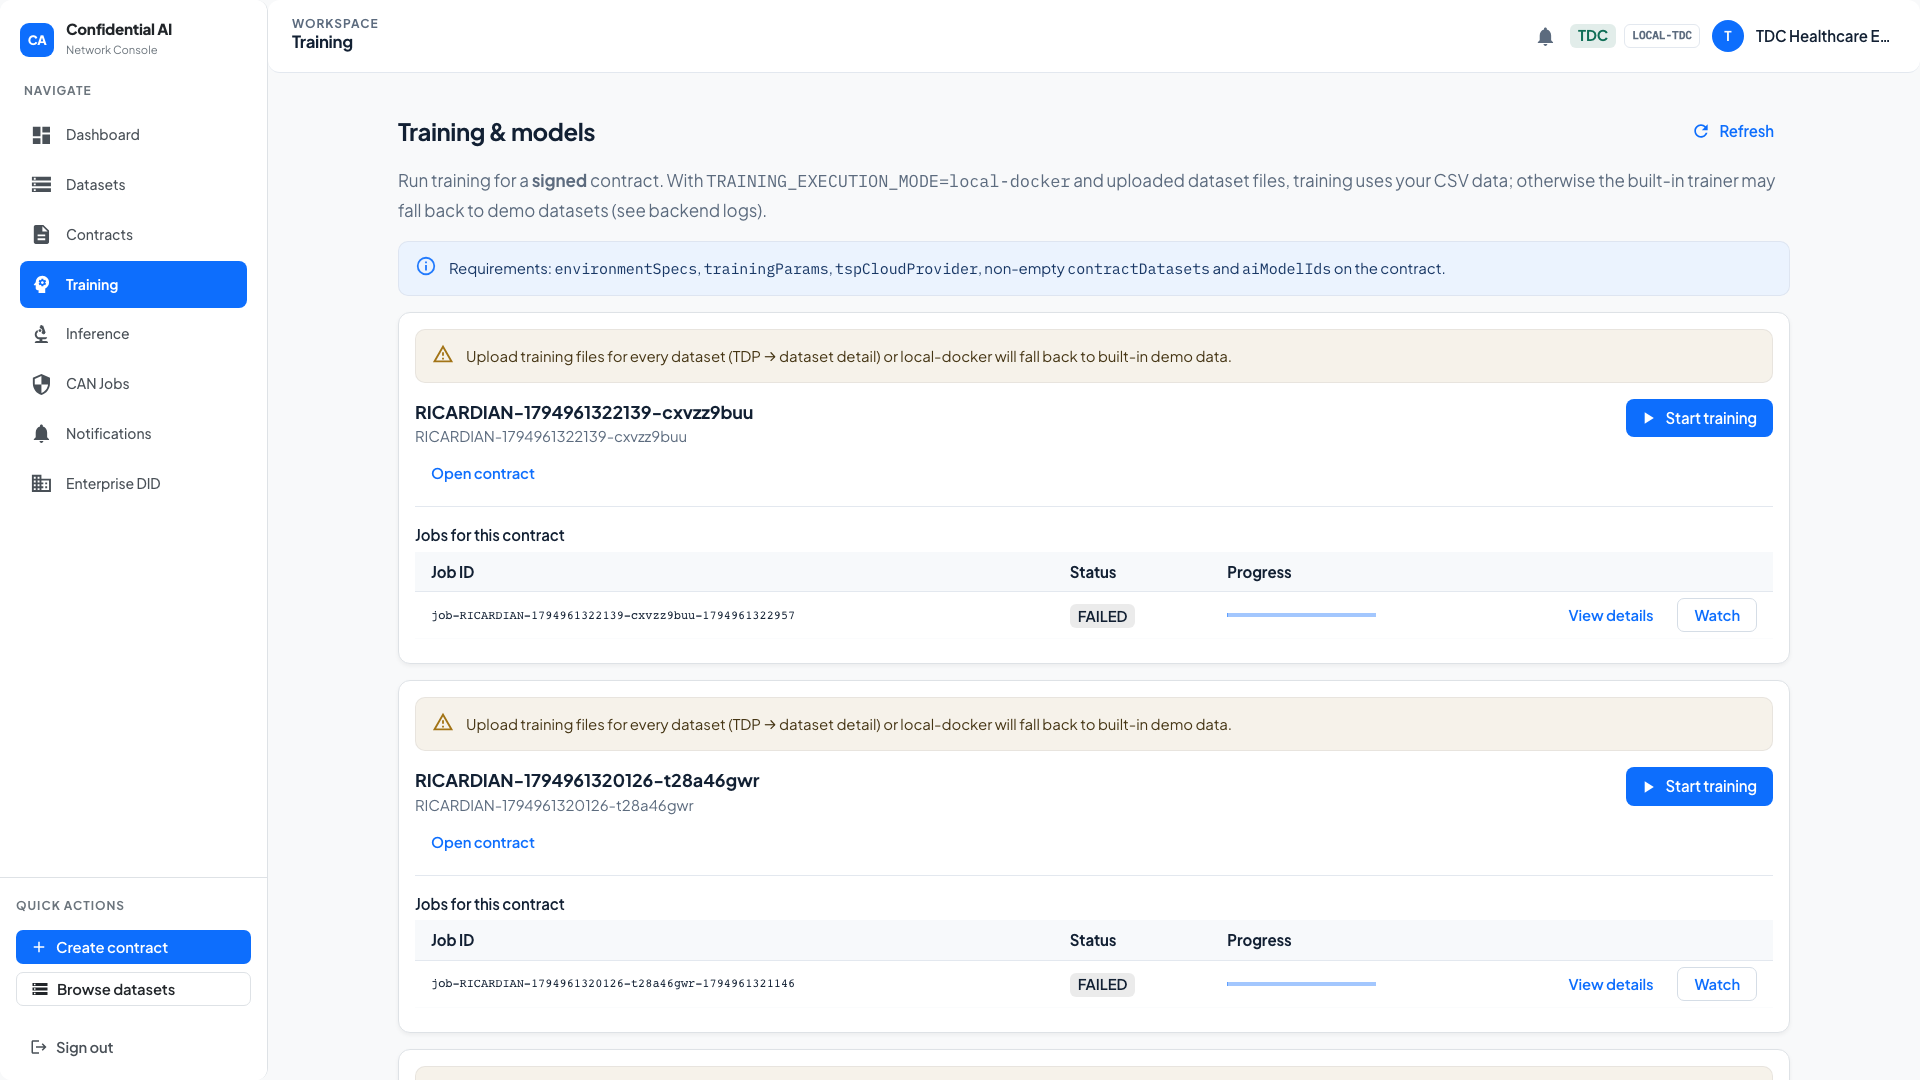 CA
Confidential AI
Network Console
NAVIGATE
Dashboard
Datasets
Contracts
Training
Inference
CAN Jobs
Notifications
Enterprise DID
QUICK ACTIONS
Create contract
Browse datasets
Sign out
WORKSPACE
Training
TDC
LOCAL-TDC
T
TDC Healthcare E...
Training & models
Refresh
Run training for a signed contract. With TRAINING_EXECUTION_MODE=local-docker and uploaded dataset files, training uses your CSV data; otherwise the built-in trainer may
fall back to demo datasets (see backend logs).
Requirements: environmentSpecs, trainingParams, tspCloudProvider, non-empty contractDatasets and aiModelIds on the contract.
Upload training files for every dataset (TDP → dataset detail) or local-docker will fall back to built-in demo data.
RICARDIAN-1794961322139-cxvzz9buu
RICARDIAN-1794961322139-cxvzz9buu
Start training
Open contract
Jobs for this contract
Job ID Status Progress
job-RICARDIAN-1794961322139-cxvzz9buu-1794961322957 FAILED View details Watch
Upload training files for every dataset (TDP → dataset detail) or local-docker will fall back to built-in demo data.
RICARDIAN-1794961320126-t28a46gwr
RICARDIAN-1794961320126-t28a46gwr
Start training
Open contract
Jobs for this contract
Job ID Status Progress
job-RICARDIAN-1794961320126-t28a46gwr-1794961321146 FAILED View details Watch